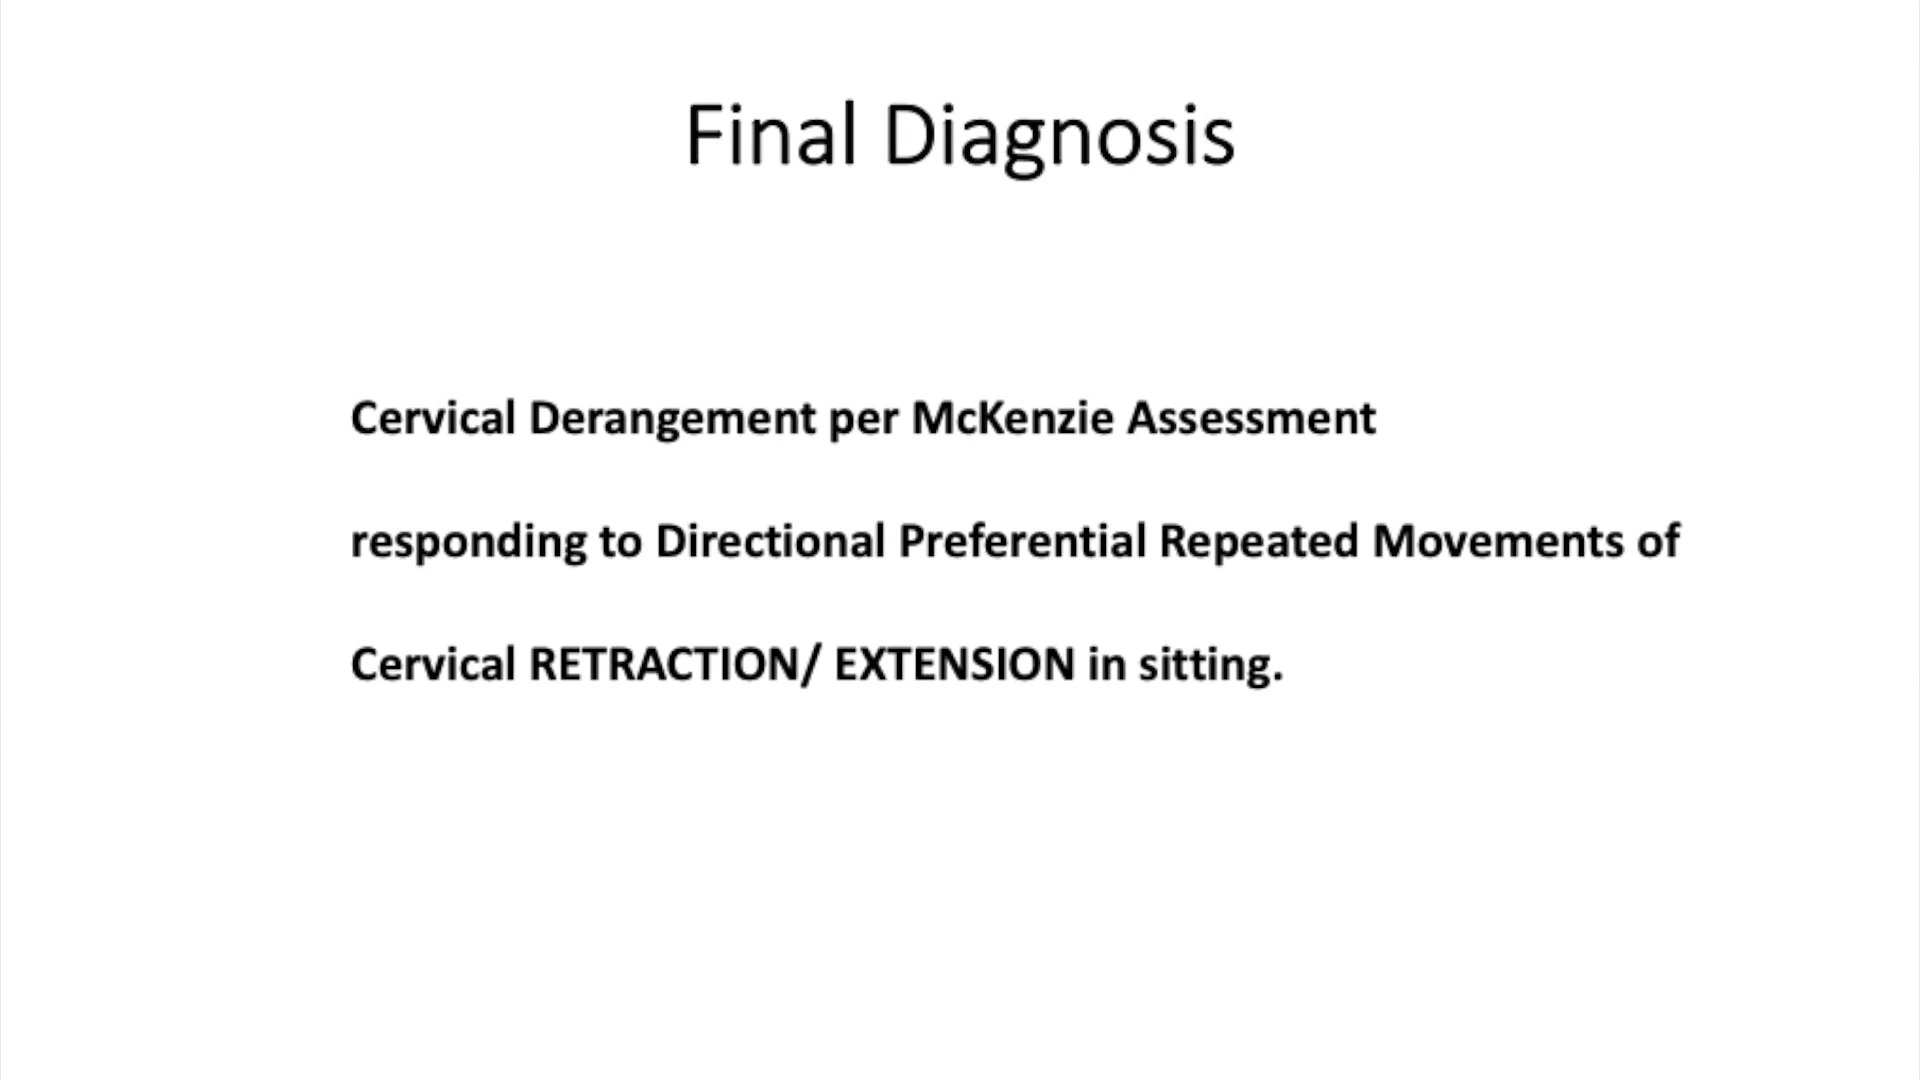 Final Diagnosis
Cervical Derangement per McKenzie Assessment
responding to Directional Preferential Repeated Movements of
Cervical RETRACTION/ EXTENSION in sitting.